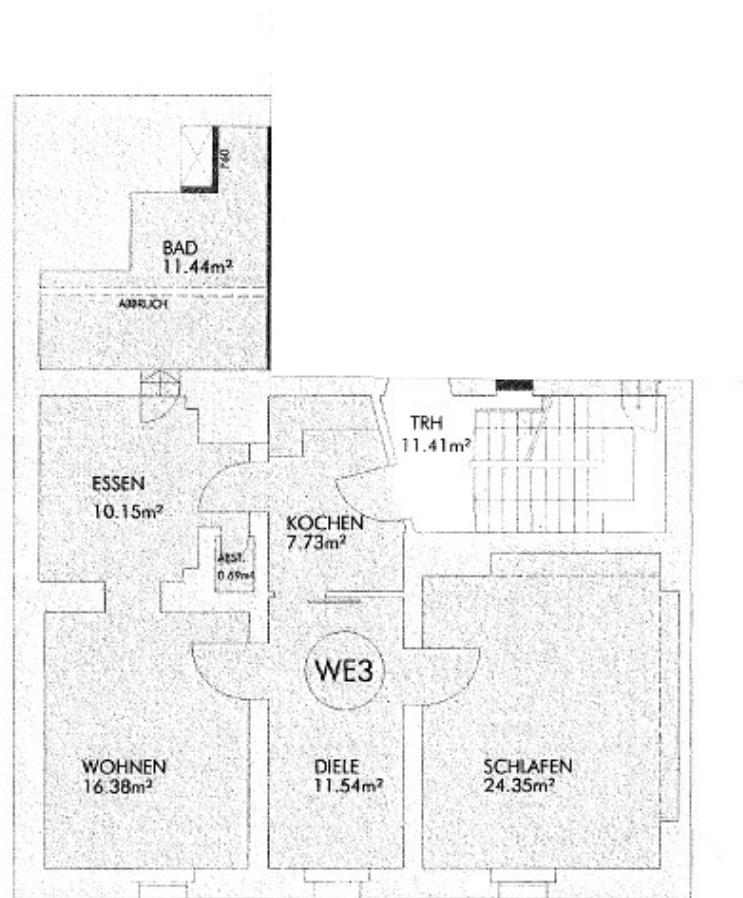 F60
BAD
11.44m²
ABBRUCH
TRH
11.41m²
ESSEN
10.15m²
KOCHEN
7.73m²
ABST.
0.69m²
WE3
WOHNEN
16.38m²
DIELE
11.54m²
SCHLAFEN
24.35m²